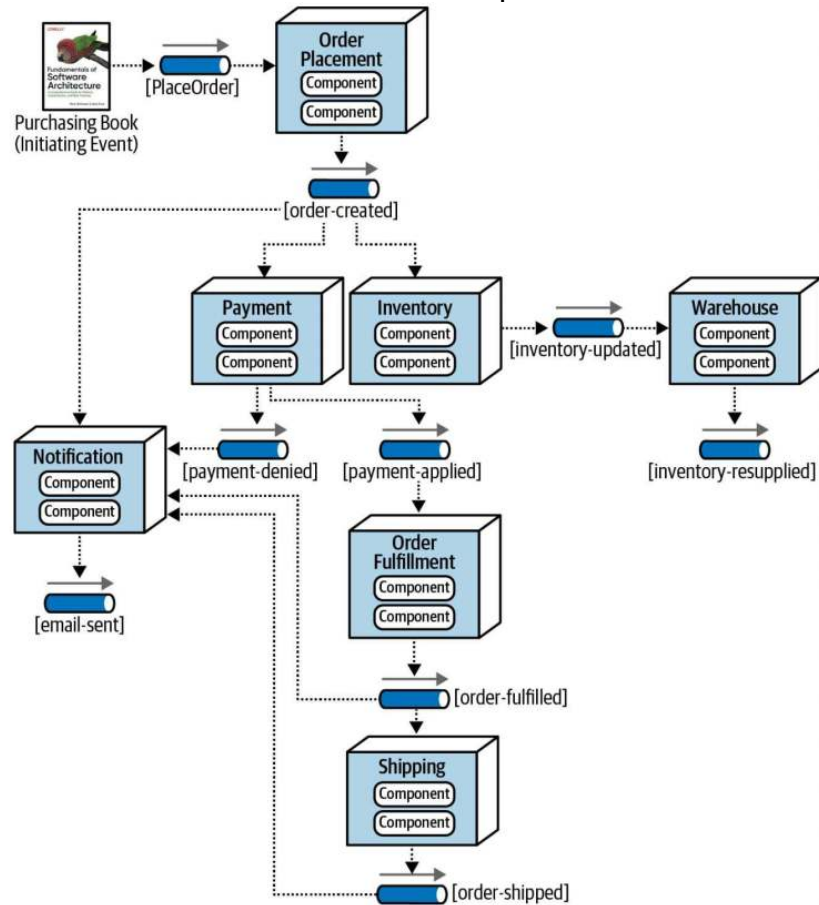 O'REILLY
Fundamentals of
Software
Architecture
Purchasing Book
(Initiating Event)
[PlaceOrder]
Order
Placement
Component
Component
[order-created]
Payment
Component
Component
Inventory
Component
Component
[inventory-updated]
Warehouse
Component
Component
[payment-denied]
[payment-applied]
[inventory-resupplied]
Notification
Component
Component
[email-sent]
Order
Fulfillment
Component
Component
[order-fulfilled]
Shipping
Component
Component
[order-shipped]